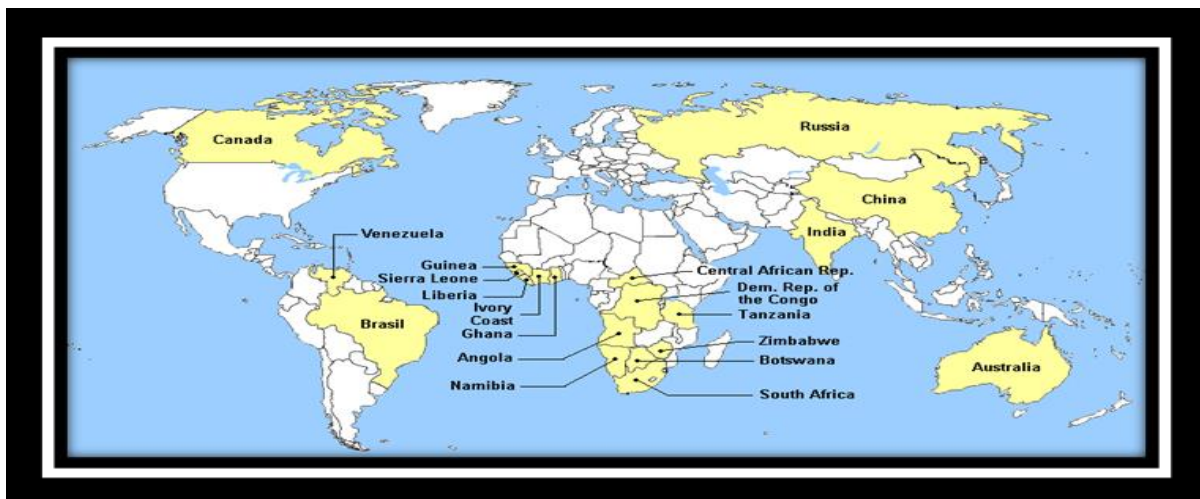 Canada
Russia
China
India
Venezuela
Guinea
Sierra Leone
Liberia
Ivory
Coast
Ghana
Central African Rep.
Dem. Rep. of
the Congo
Tanzania
Brasil
Angola
Zimbabwe
Botswana
Namibia
South Africa
Australia